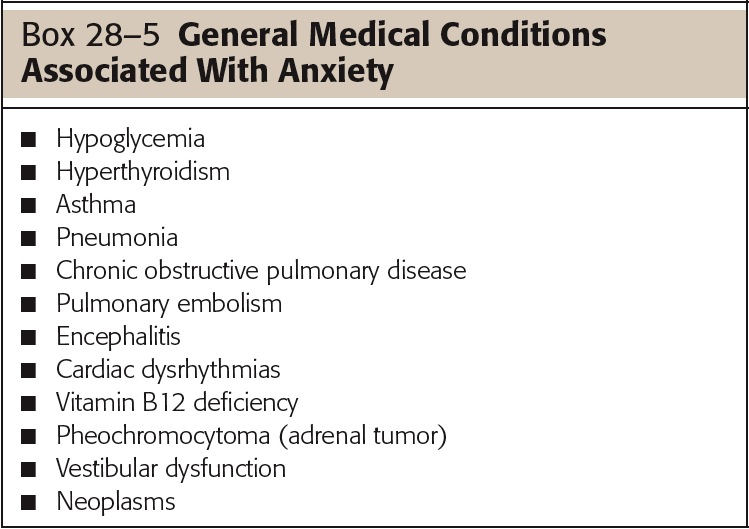 Box 28–5 General Medical Conditions
Associated With Anxiety
■ Hypoglycemia
■ Hyperthyroidism
■ Asthma
■ Pneumonia
■ Chronic obstructive pulmonary disease
■ Pulmonary embolism
■ Encephalitis
■ Cardiac dysrhythmias
■ Vitamin B12 deficiency
■ Pheochromocytoma (adrenal tumor)
■ Vestibular dysfunction
■ Neoplasms